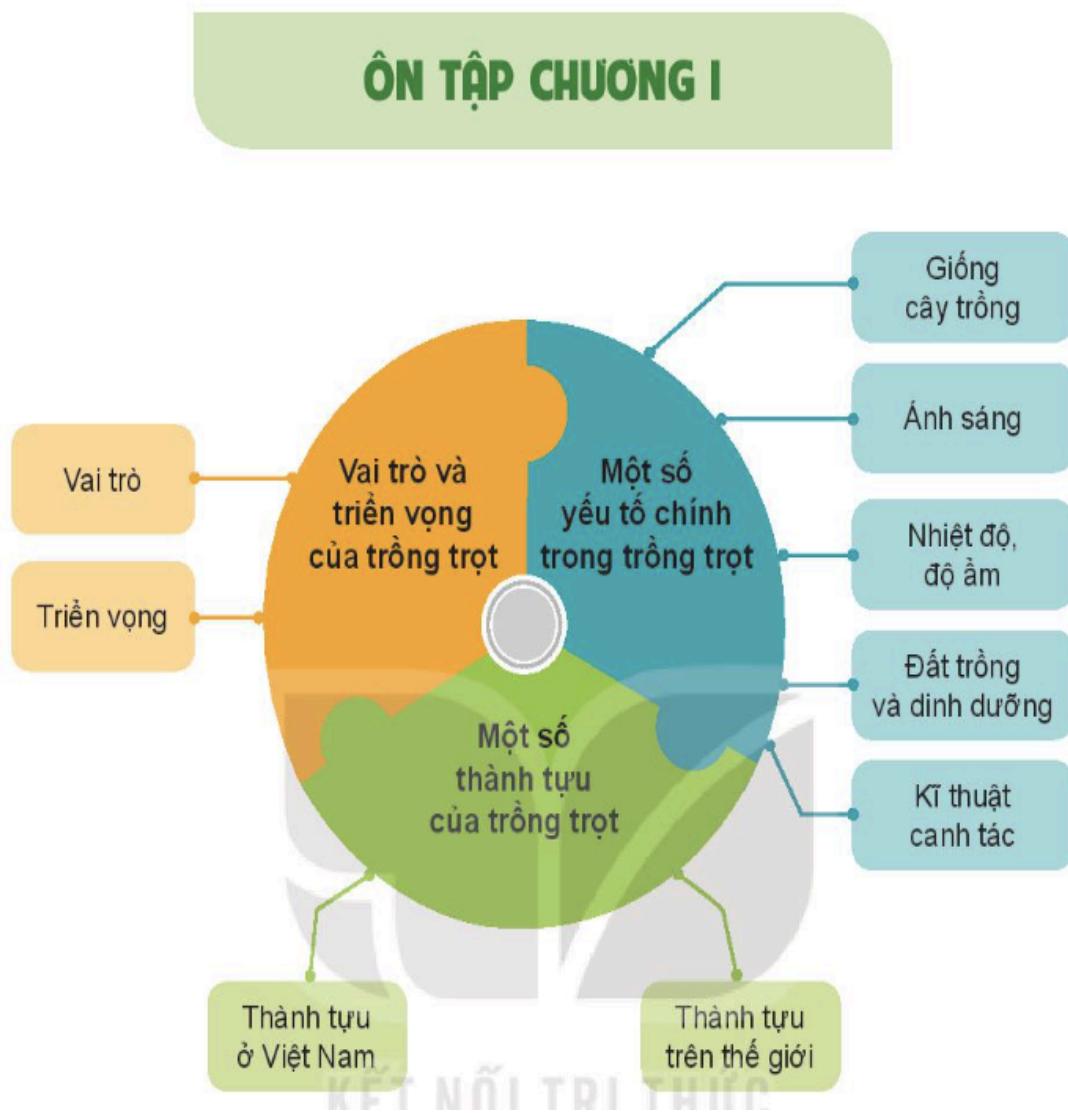 ÔN TẬP CHƯƠNG I
Vai trò
Triển vọng
Vai trò và
triển vọng
của trồng trọt
Một số
yếu tố chính
trong trồng trọt
Giống
cây trồng
Ánh sáng
Nhiệt độ,
độ ẩm
Đất trồng
và dinh dưỡng
Kĩ thuật
canh tác
Một số
thành tựu
của trồng trọt
Thành tựu
ở Việt Nam
Thành tựu
trên thế giới
KẾT NỐI TRI THỨC